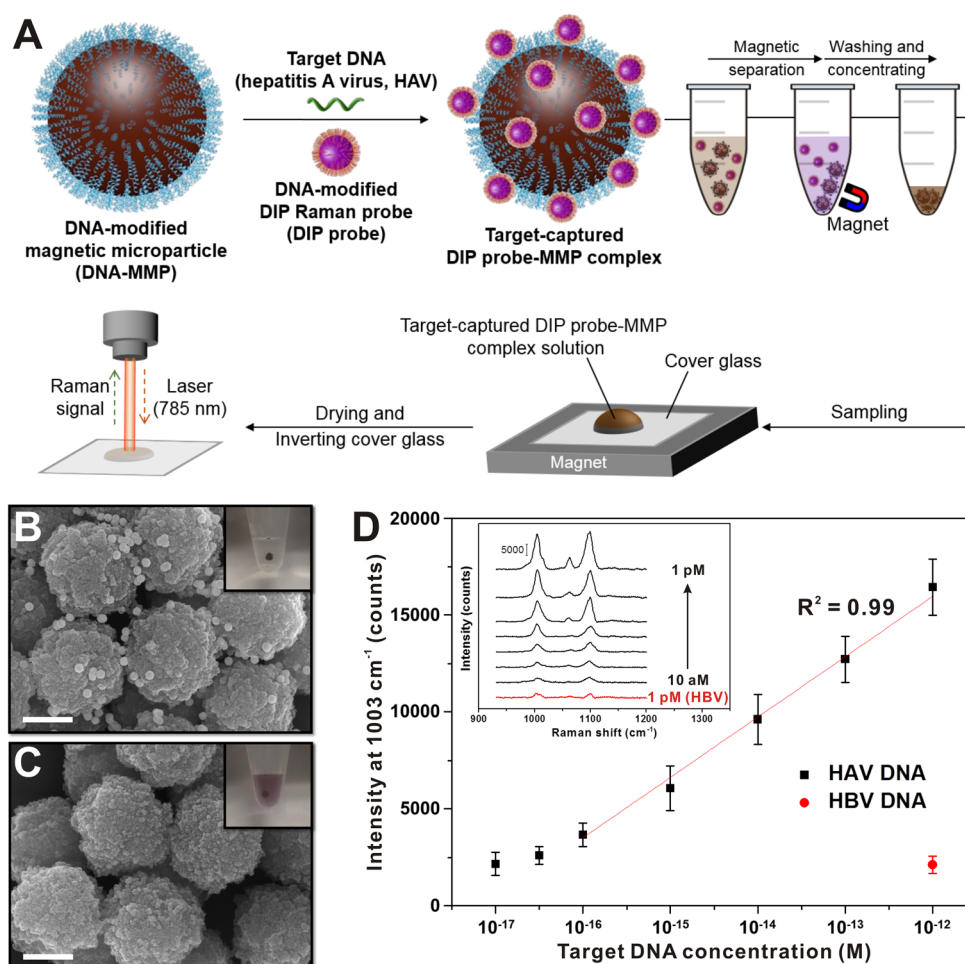 A
Target DNA
(hepatitis A virus, HAV)
DNA-modified
DIP Raman probe
(DIP probe)
DNA-modified
magnetic microparticle
(DNA-MMP)
Target-captured
DIP probe-MMP complex
Magnetic
separation
Washing and
concentrating
Magnet
Raman
signal
Laser
(785 nm)
Drying and
Inverting cover glass
Target-captured DIP probe-MMP
complex solution
Cover glass
Magnet
Sampling
B
C
D
20000
15000
10000
5000
0
Intensity at 1003 cm⁻¹ (counts)
10⁻¹⁷
10⁻¹⁶
10⁻¹⁵
10⁻¹⁴
10⁻¹³
10⁻¹²
Target DNA concentration (M)
R² = 0.99
HAV DNA
HBV DNA
5000
1 pM
10 aM
1 pM (HBV)
Intensity (counts)
900
1000
1100
1200
1300
Raman shift (cm⁻¹)